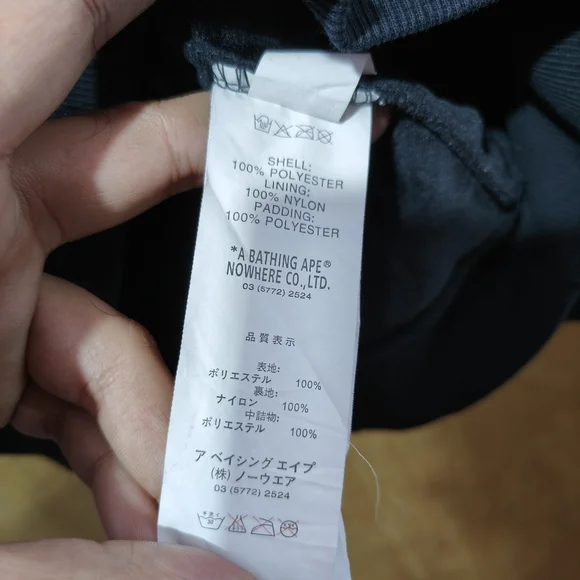 SHELL:
100% POLYESTER
LINING:
100% NYLON
PADDING:
100% POLYESTER
*A BATHING APE®
NOWHERE CO.,LTD.
03 (5772) 2524
品質表示
表地:
ポリエステル 100%
裏地:
ナイロン 100%
中詰物:
ポリエステル 100%
ア ベイシング エイプ
(株) ノーウエア
03 (5772) 2524